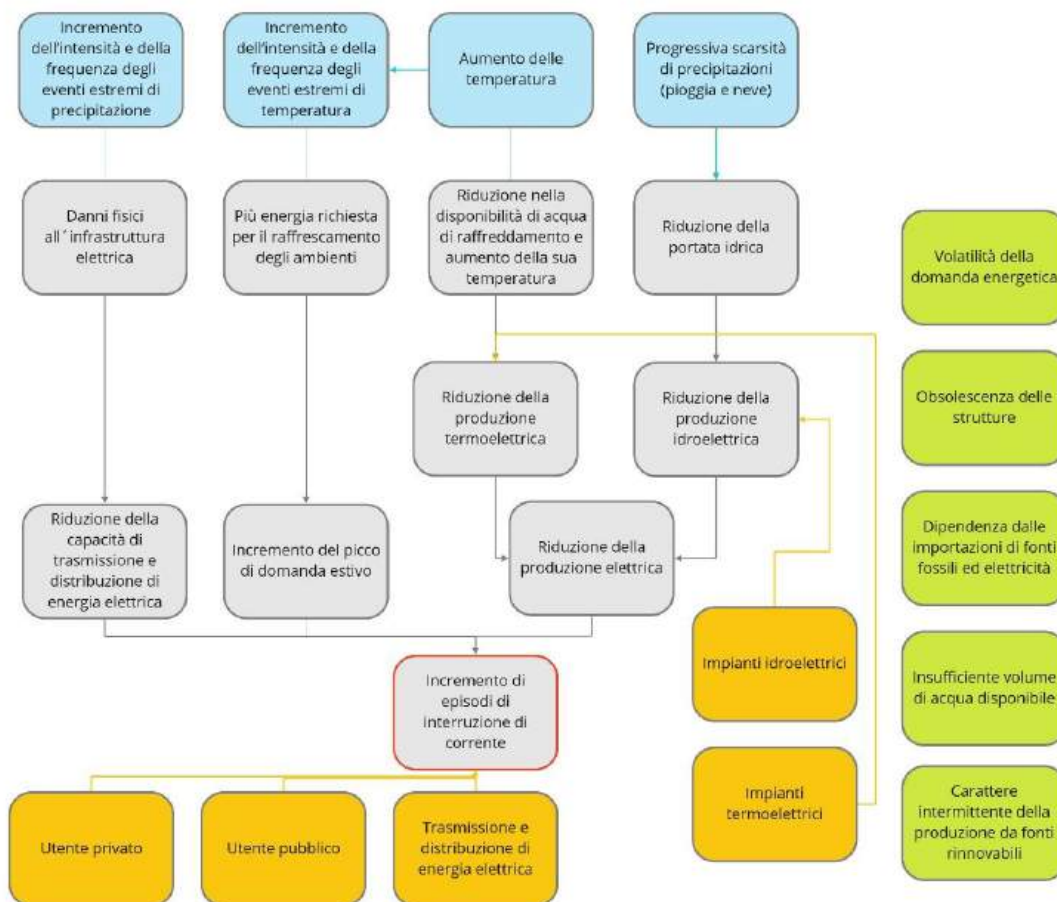 Incremento
dell'intensità e della
frequenza degli
eventi estremi di
precipitazione
Incremento
dell'intensità e della
frequenza degli
eventi estremi di
temperatura
Aumento delle
temperatura
Progressiva scarsità
di precipitazioni
(pioggia e neve)
Danni fisici
all´infrastruttura
elettrica
Più energia richiesta
per il raffrescamento
degli ambienti
Riduzione nella
disponibilità di acqua
di raffreddamento e
aumento della sua
temperatura
Riduzione della
portata idrica
Volatilità della
domanda energetica
Riduzione della
produzione
termoelettrica
Riduzione della
produzione
idroelettrica
Obsolescenza delle
strutture
Riduzione della
capacità di
trasmissione e
distribuzione di
energia elettrica
Incremento del picco
di domanda estivo
Riduzione della
produzione elettrica
Dipendenza dalle
importazioni di fonti
fossili ed elettricità
Incremento di
episodi di
interruzione di
corrente
Impianti idroelettrici
Insufficiente volume
di acqua disponibile
Utente privato
Utente pubblico
Trasmissione e
distribuzione di
energia elettrica
Impianti
termoelettrici
Carattere
intermittente della
produzione da fonti
rinnovabili